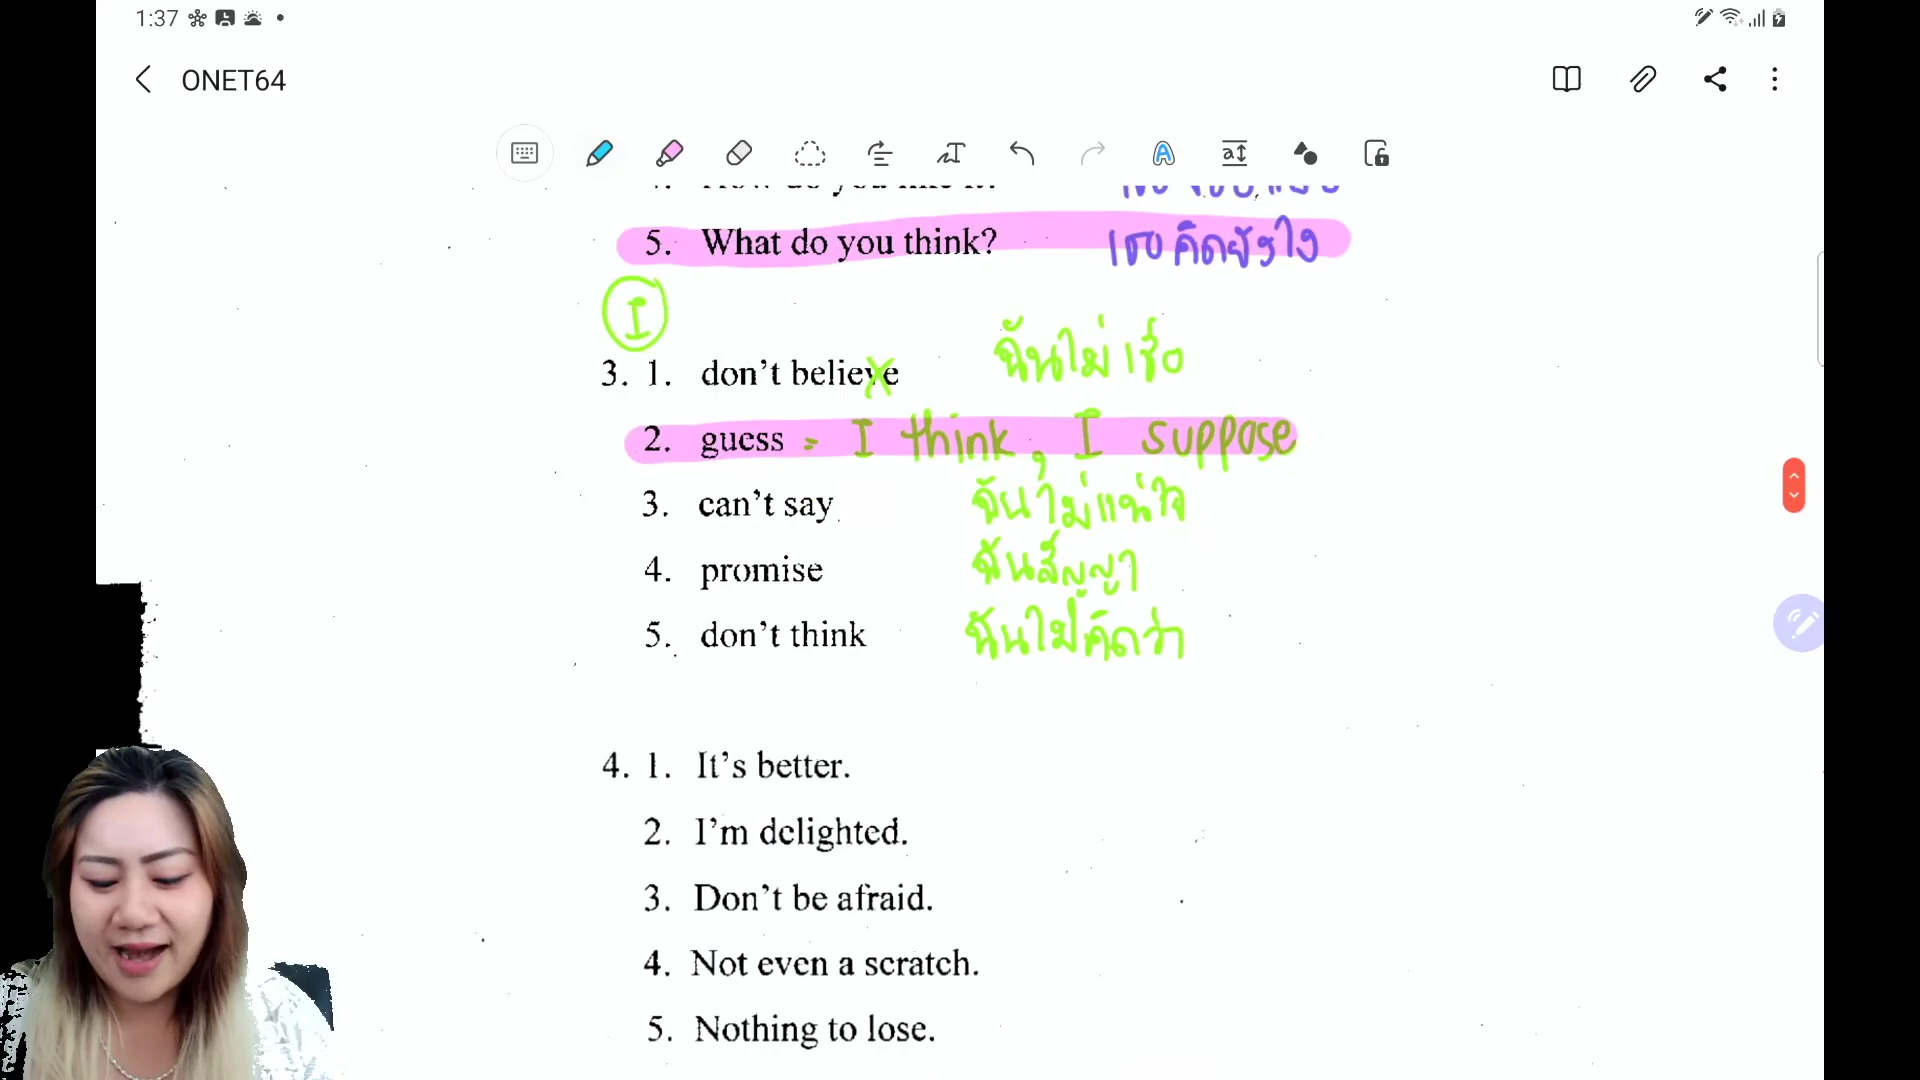 1:37
ONET64
5. What do you think? เธอคิดยังไง
I
3. 1. don't believe ฉันไม่เชื่อ
2. guess = I think, I suppose
3. can't say ฉันไม่แน่ใจ
4. promise ฉันสัญญา
5. don't think ฉันไม่คิดว่า
4. 1. It's better.
2. I'm delighted.
3. Don't be afraid.
4. Not even a scratch.
5. Nothing to lose.